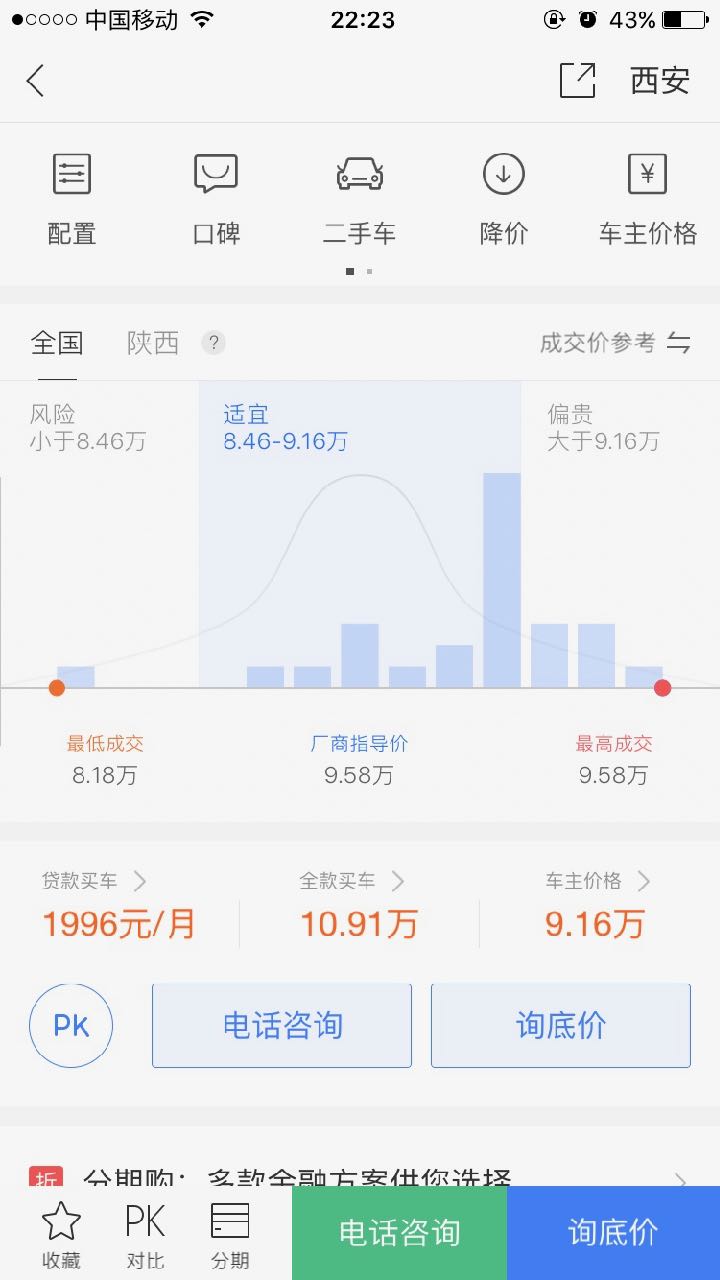 中国移动 22:23 43%
西安
配置 口碑 二手车 降价 车主价格
¥
全国 陕西 ? 成交价参考
风险 适宜 偏贵
小于8.46万 8.46-9.16万 大于9.16万
最低成交 厂商指导价 最高成交
8.18万 9.58万 9.58万
贷款买车 全款买车 车主价格
1996元/月 10.91万 9.16万
PK 电话咨询 询底价
折 分期购：多款金融方案供您选择
PK 电话咨询 询底价
收藏 对比 分期